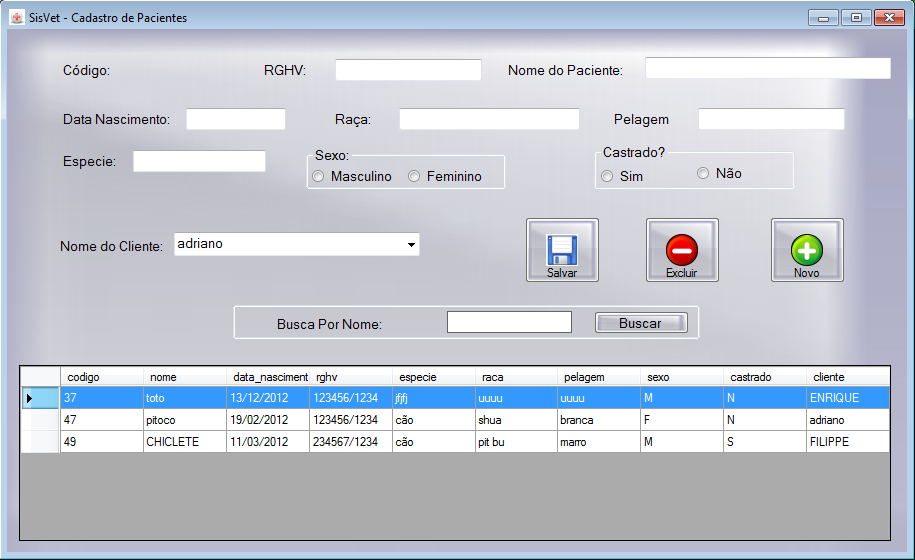 SisVet - Cadastro de Pacientes
Código: RGHV: Nome do Paciente:
Data Nascimento: Raça: Pelagem
Especie: Sexo: Masculino Feminino Castrado? Sim Não
Nome do Cliente: adriano
Salvar Excluir Novo
Busca Por Nome: Buscar
codigo nome data_nasciment rghv especie raca pelagem sexo castrado cliente
37 toto 13/12/2012 123456/1234 jfjfj uuuu uuuu M N ENRIQUE
47 pitoco 19/02/2012 123456/1234 cão shua branca F N adriano
49 CHICLETE 11/03/2012 234567/1234 cão pit bu marro M S FILIPPE